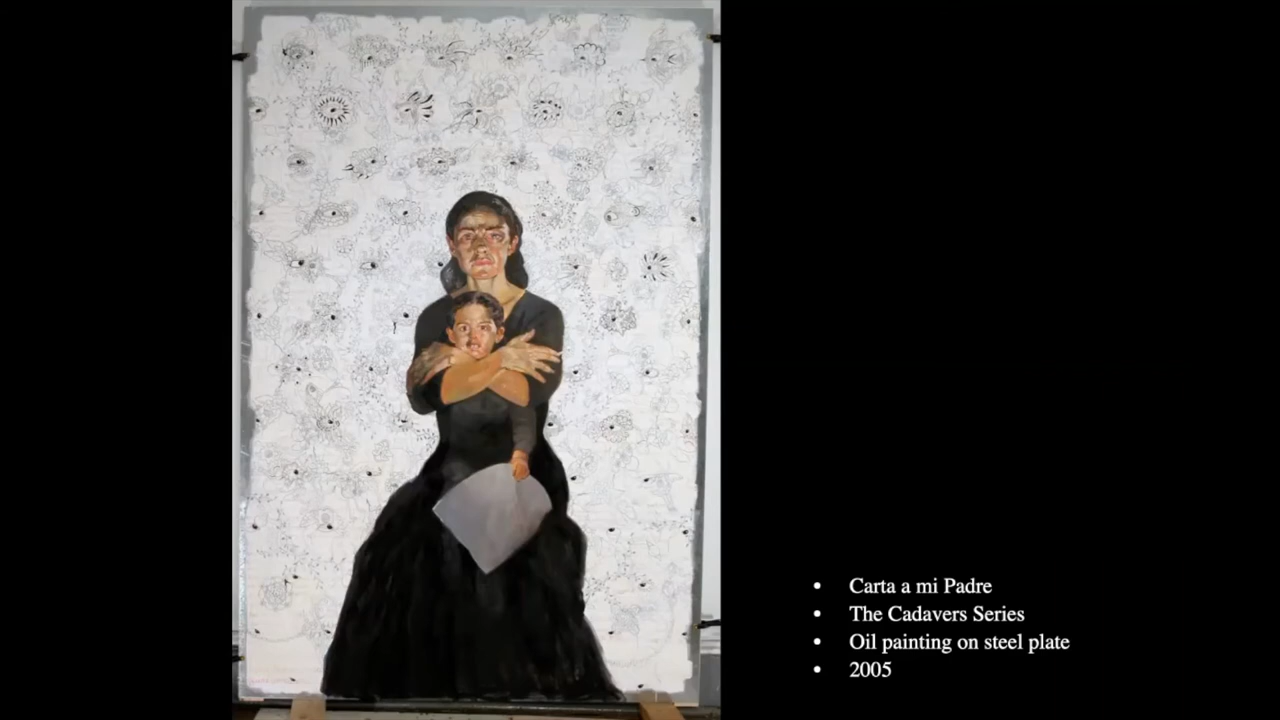 • Carta a mi Padre
• The Cadavers Series
• Oil painting on steel plate
• 2005